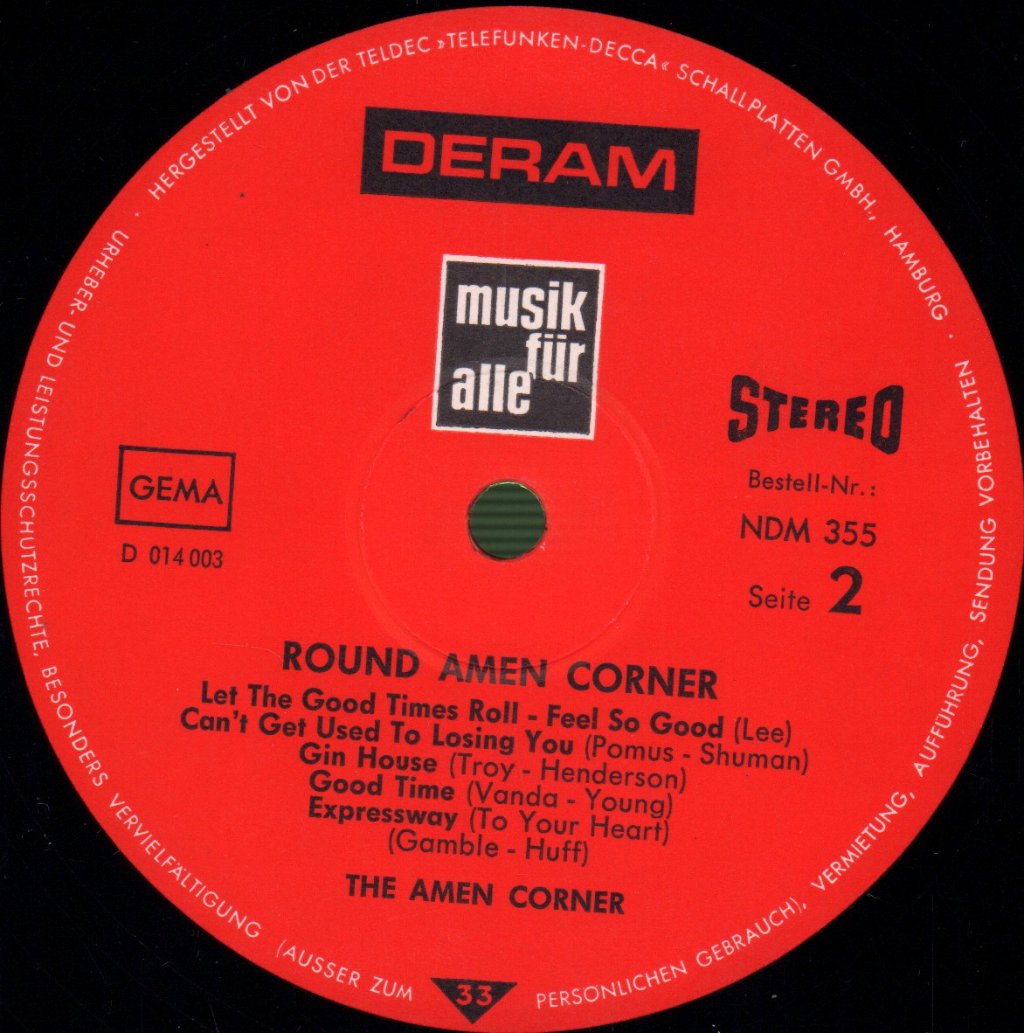 HERGESTELLT VON DER TELDEC »TELEFUNKEN-DECCA« SCHALLPLATTEN GMBH., HAMBURG ·
DERAM
musik
für
alle
STEREO
GEMA
D 014 003
Bestell-Nr.:
NDM 355
Seite 2
ROUND AMEN CORNER
Let The Good Times Roll - Feel So Good (Lee)
Can't Get Used To Losing You (Pomus - Shuman)
Gin House (Troy - Henderson)
Good Time (Vanda - Young)
Expressway (To Your Heart)
(Gamble - Huff)
THE AMEN CORNER
33
URHEBER- UND LEISTUNGSSCHUTZRECHTE, BESONDERS VERVIELFÄLTIGUNG (AUSSER ZUM PERSÖNLICHEN GEBRAUCH), VERMIETUNG, AUFFÜHRUNG, SENDUNG VORBEHALTEN ·